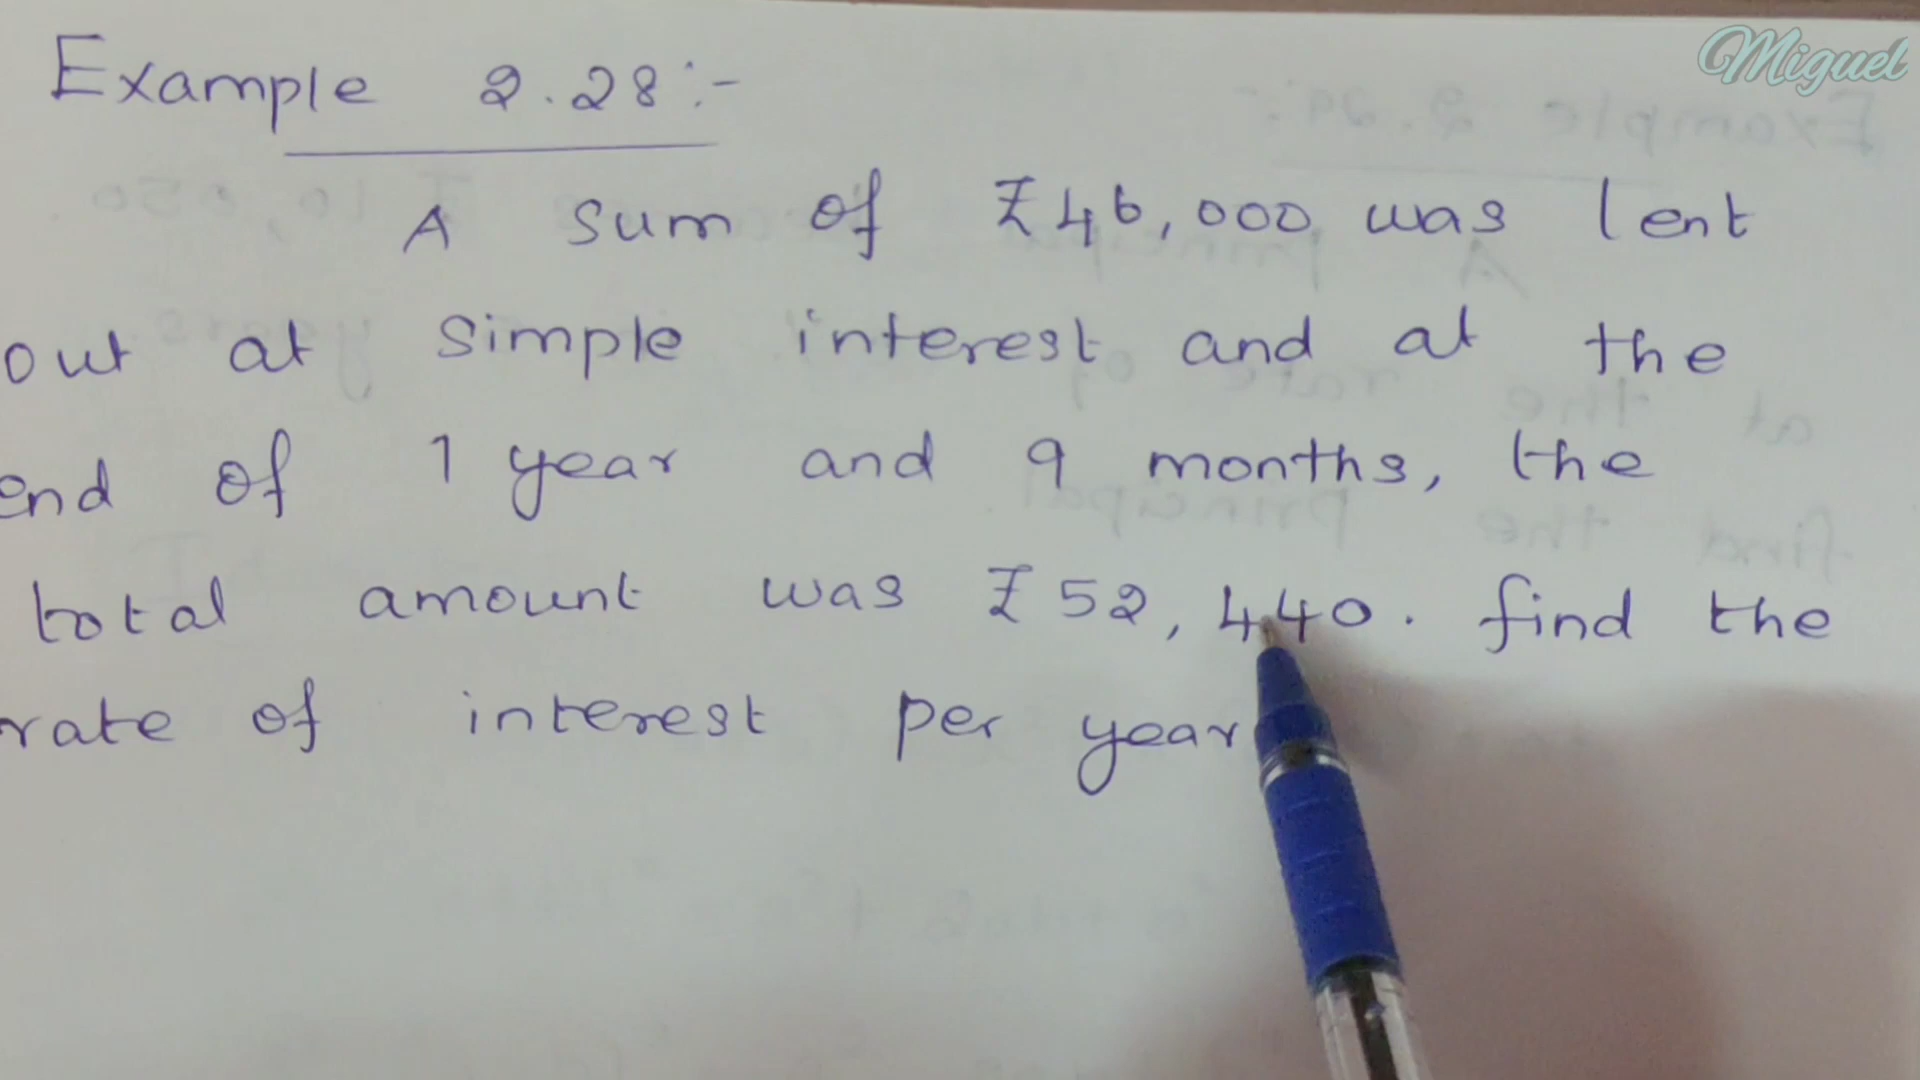 Example 2.28:-
A sum of ₹46,000 was lent
out at simple interest and at the
end of 1 year and 9 months, the
total amount was ₹52,440. find the
rate of interest per year
Miguel